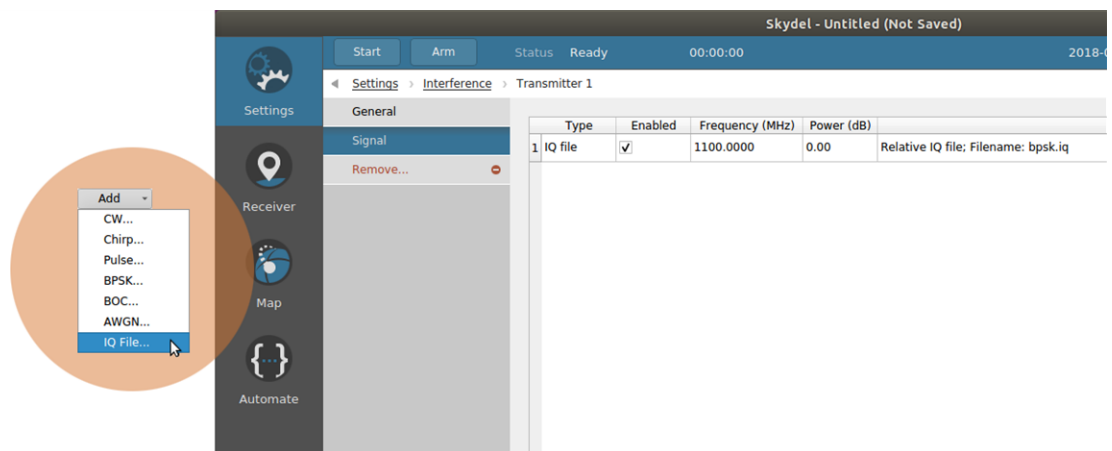 Skydel - Untitled (Not Saved)
Start Arm Status Ready 00:00:00 2018-0
Settings › Interference › Transmitter 1
Settings
General
Signal
Remove...
Type Enabled Frequency (MHz) Power (dB)
1 IQ file 1100.0000 0.00 Relative IQ file; Filename: bpsk.iq
Receiver
Map
Automate
Add
CW...
Chirp...
Pulse...
BPSK...
BOC...
AWGN...
IQ File...